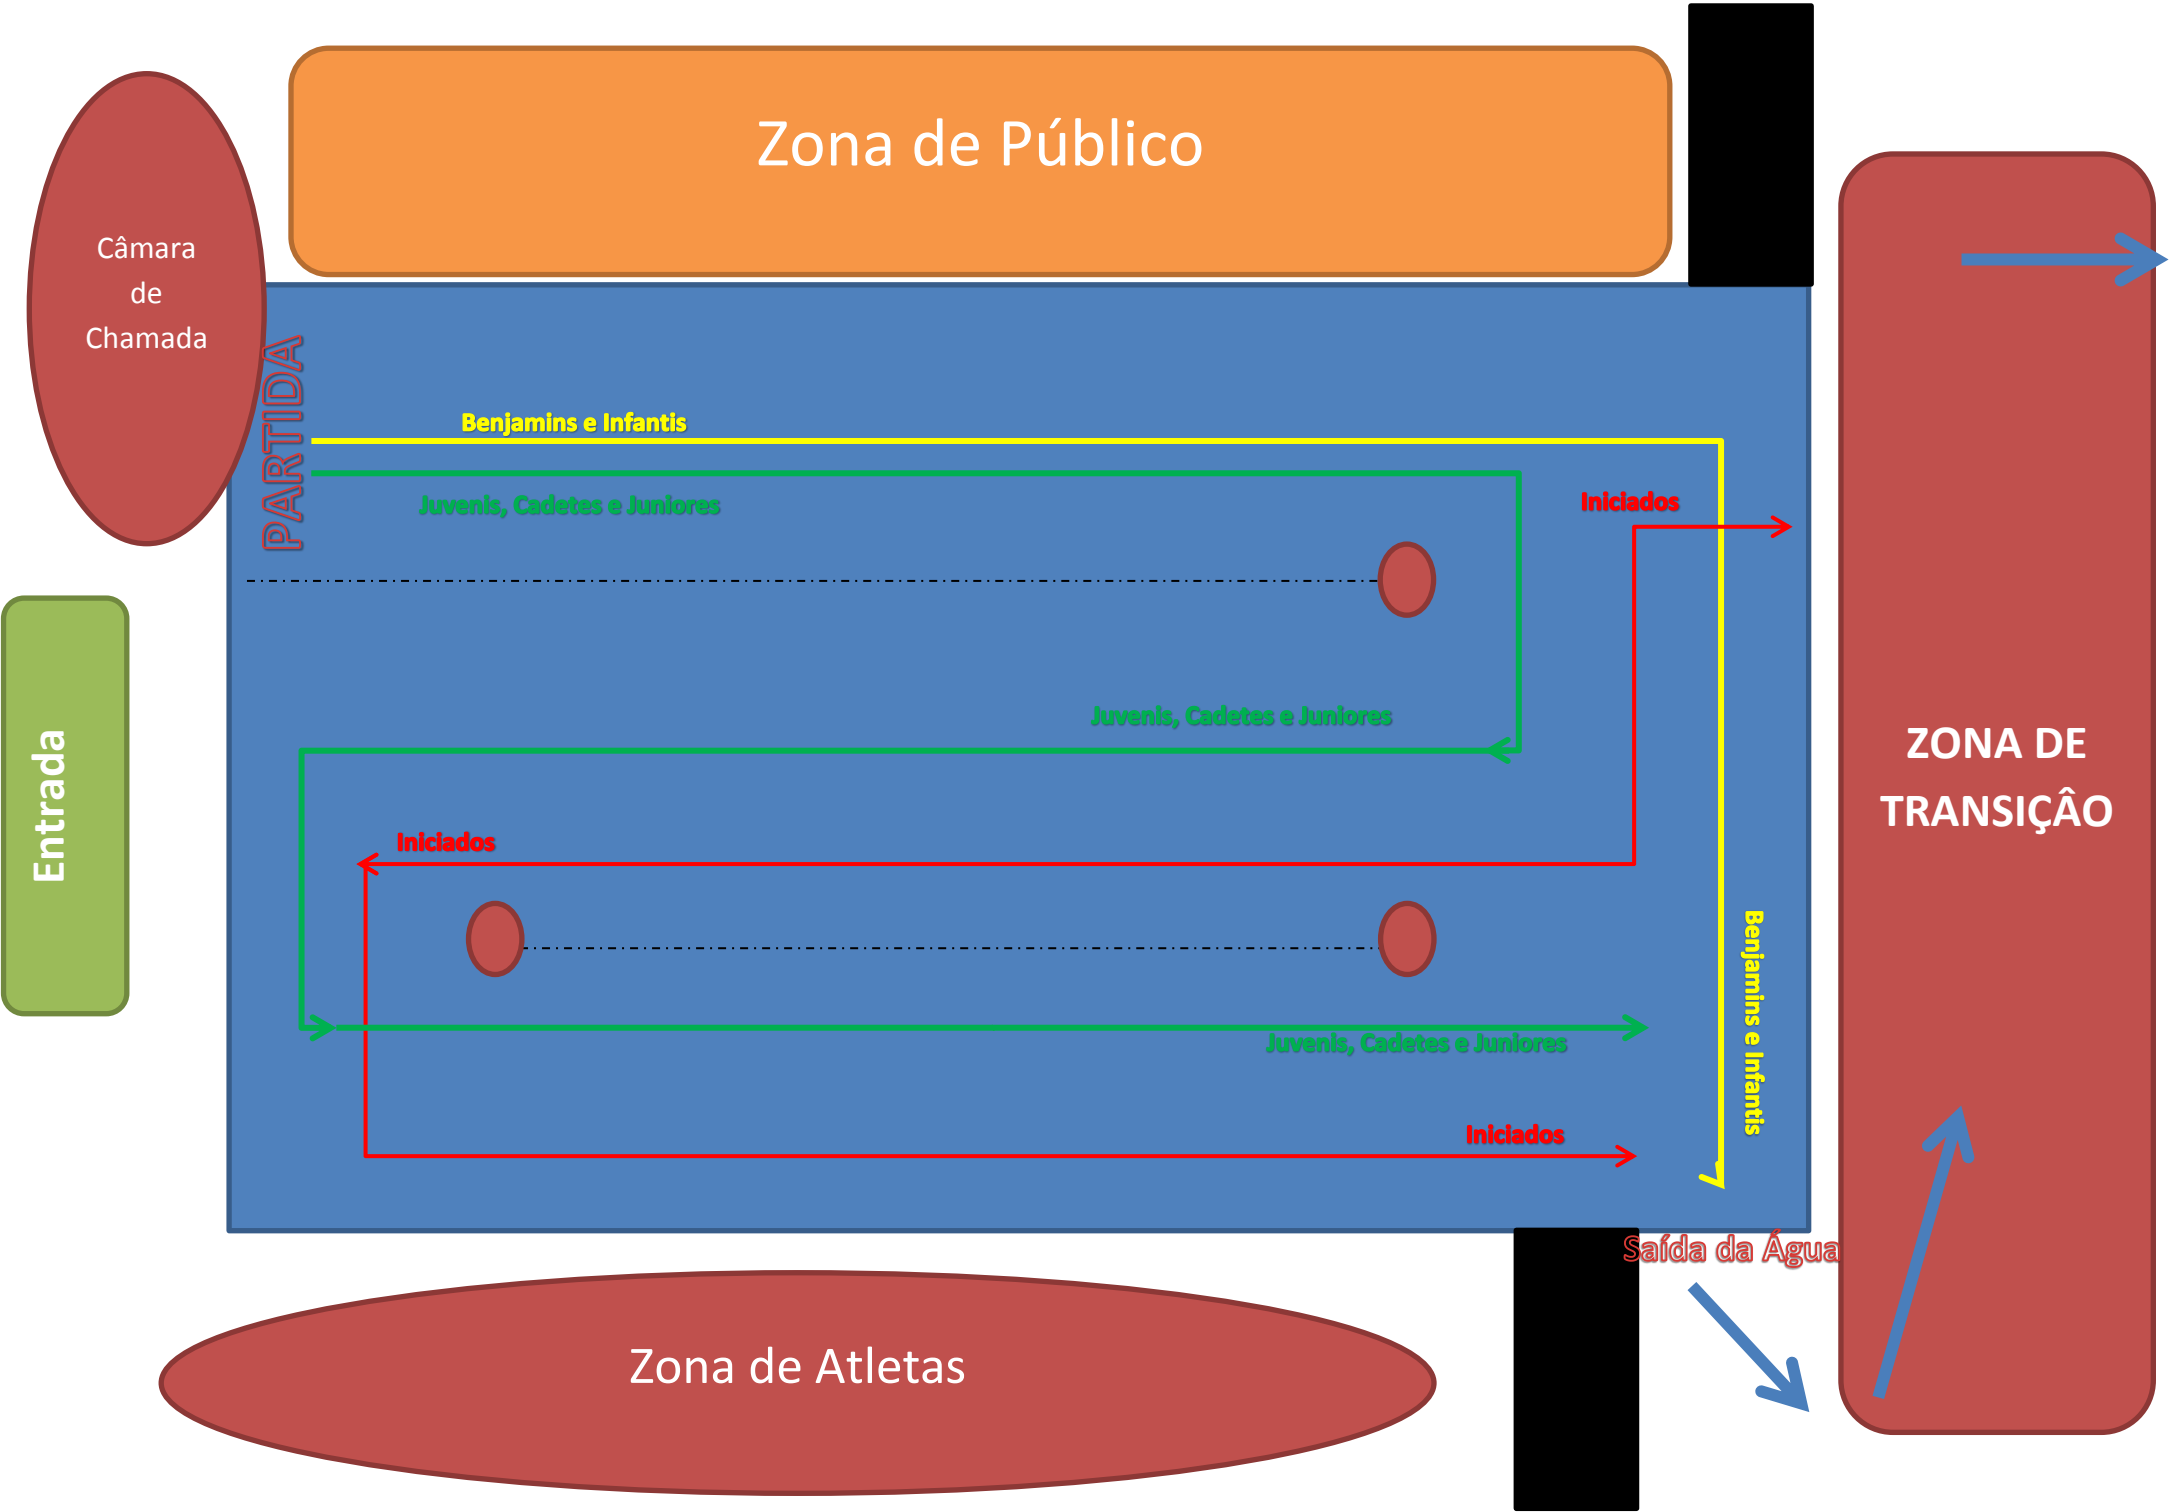 Zona de Público
Câmara
de
Chamada
PARTIDA
Benjamins e Infantis
Juvenis, Cadetes e Juniores
Iniciados
Juvenis, Cadetes e Juniores
Entrada
ZONA DE
TRANSIÇÂO
Iniciados
Benjamins e Infantis
Juvenis, Cadetes e Juniores
Iniciados
Saída da Água
Zona de Atletas